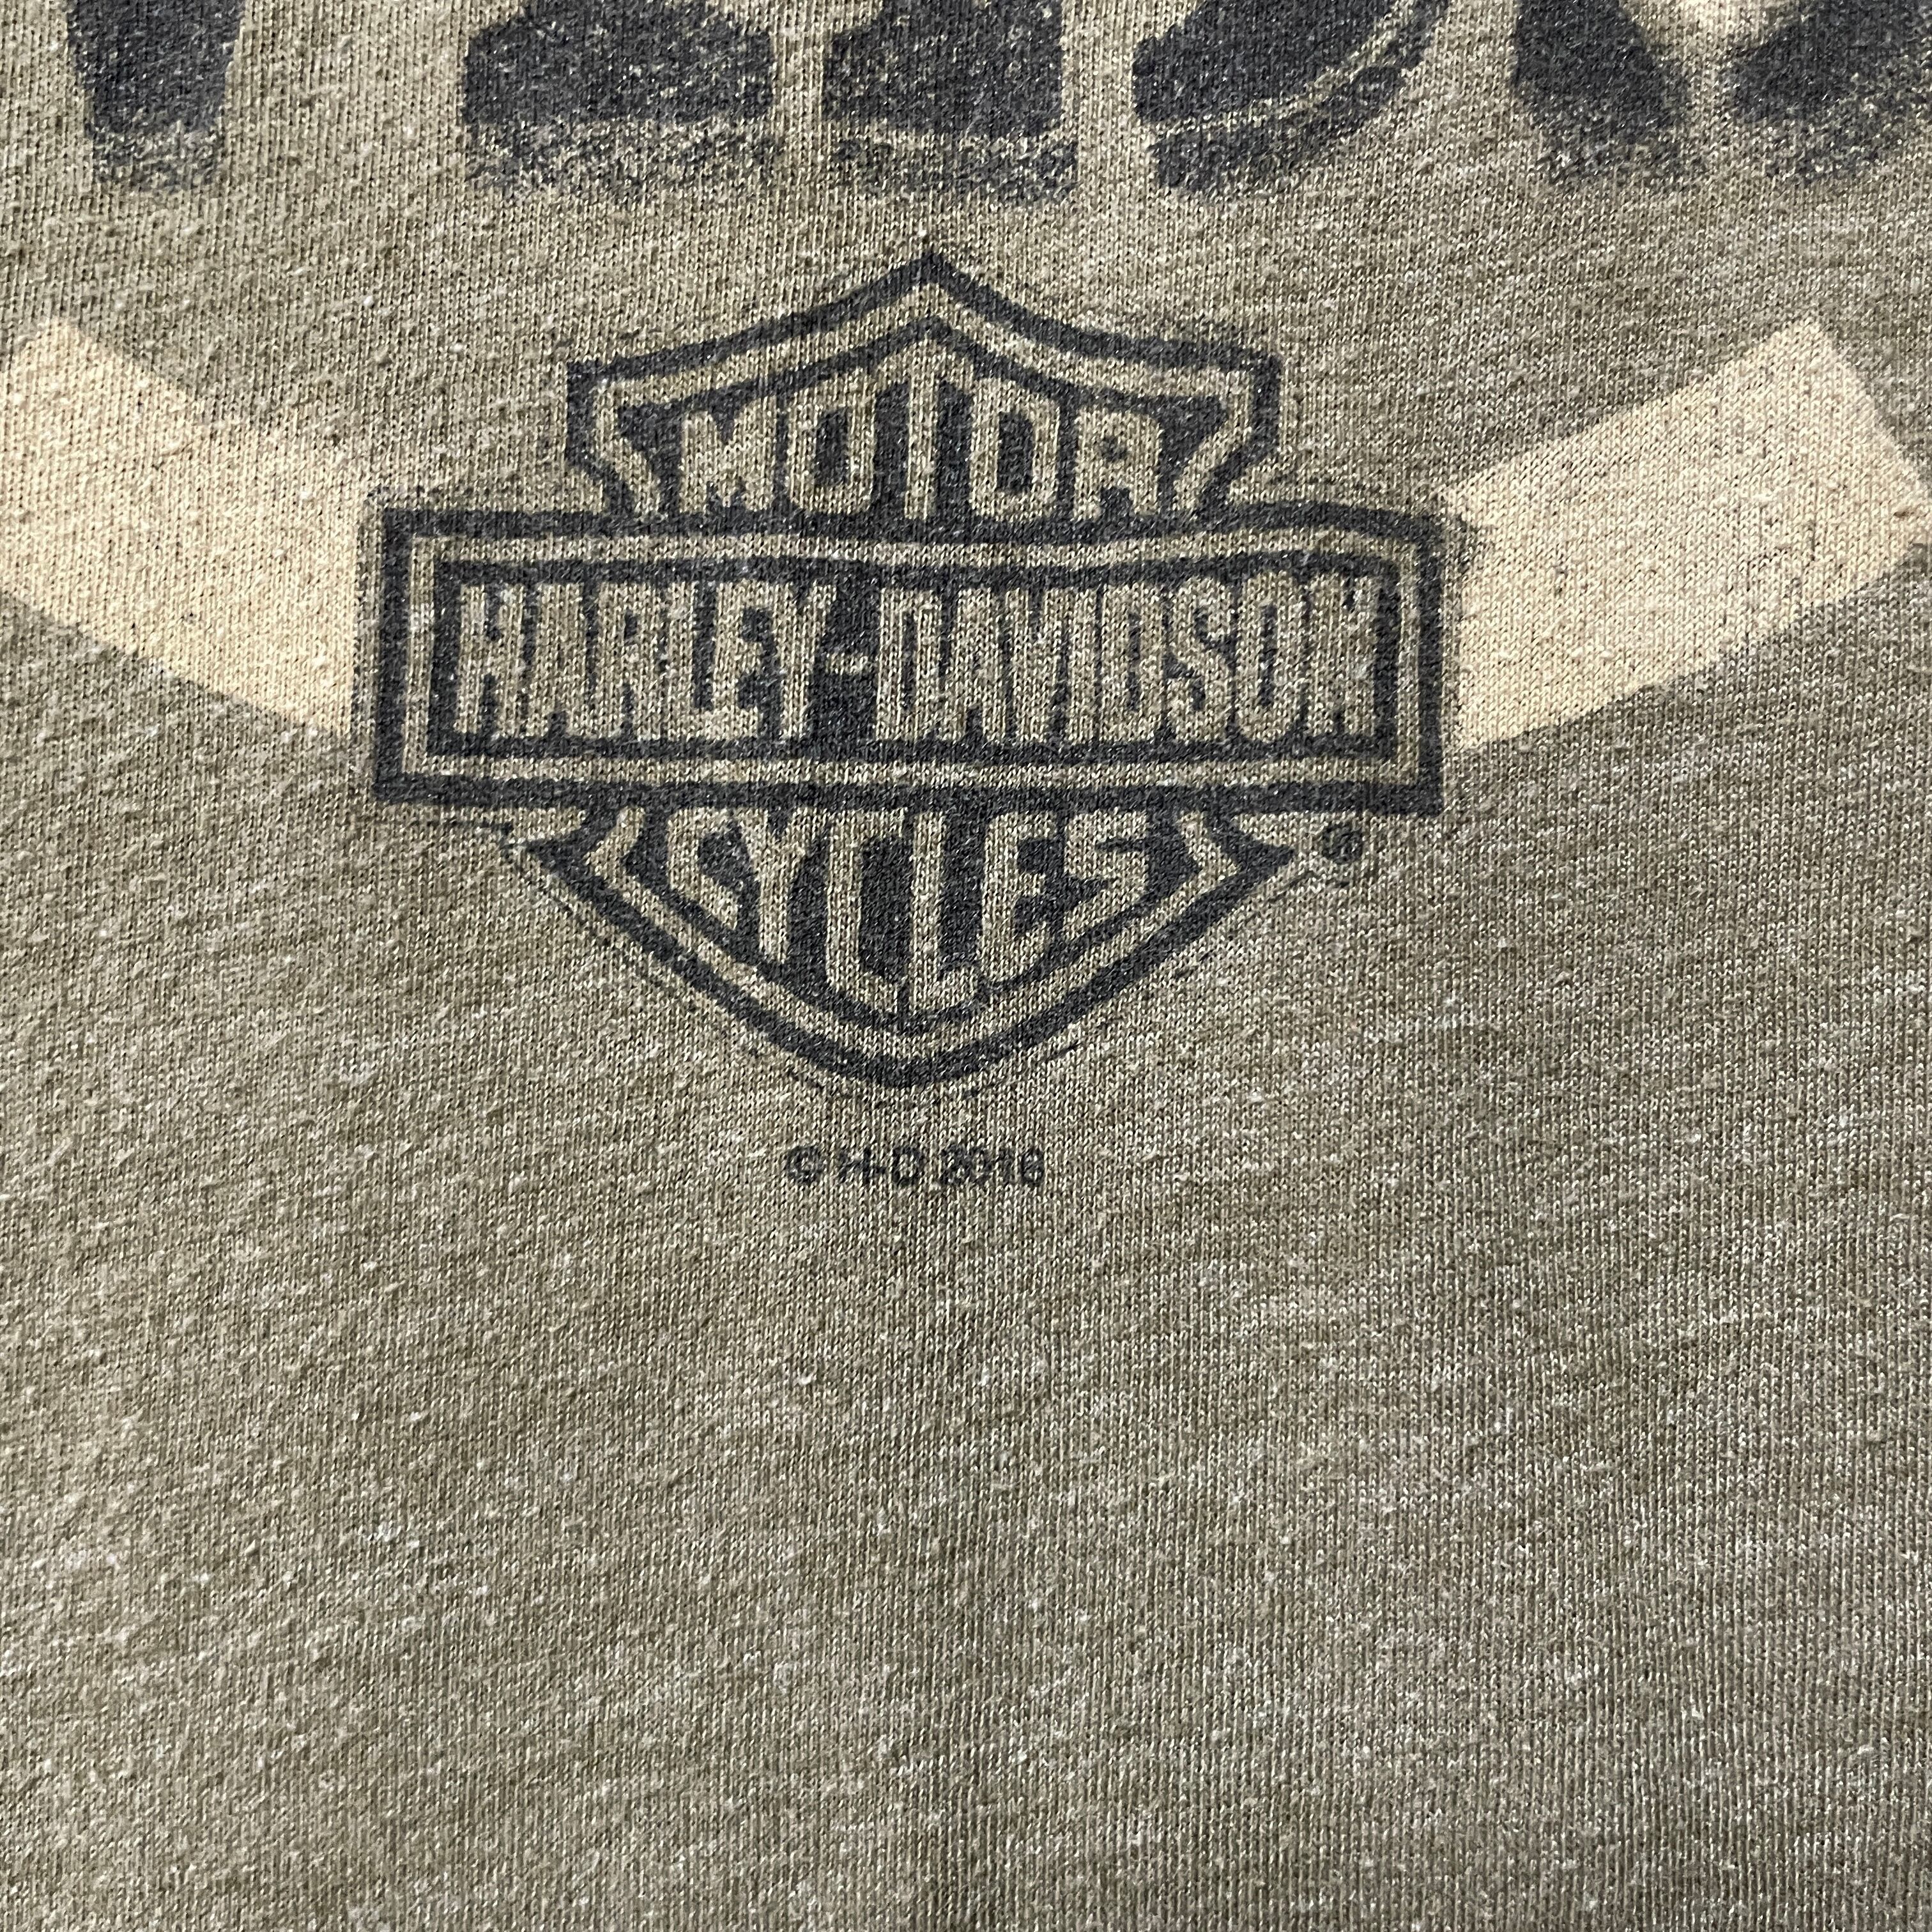 MOTOR
HARLEY-DAVIDSON
CYCLES ®
© H-D 2016